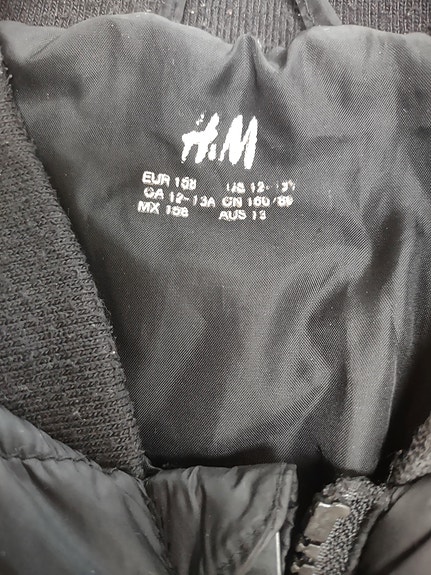 H&M
EUR 158 US 12-13Y
CA 12-13A CN 160/80
MX 158 AUS 13